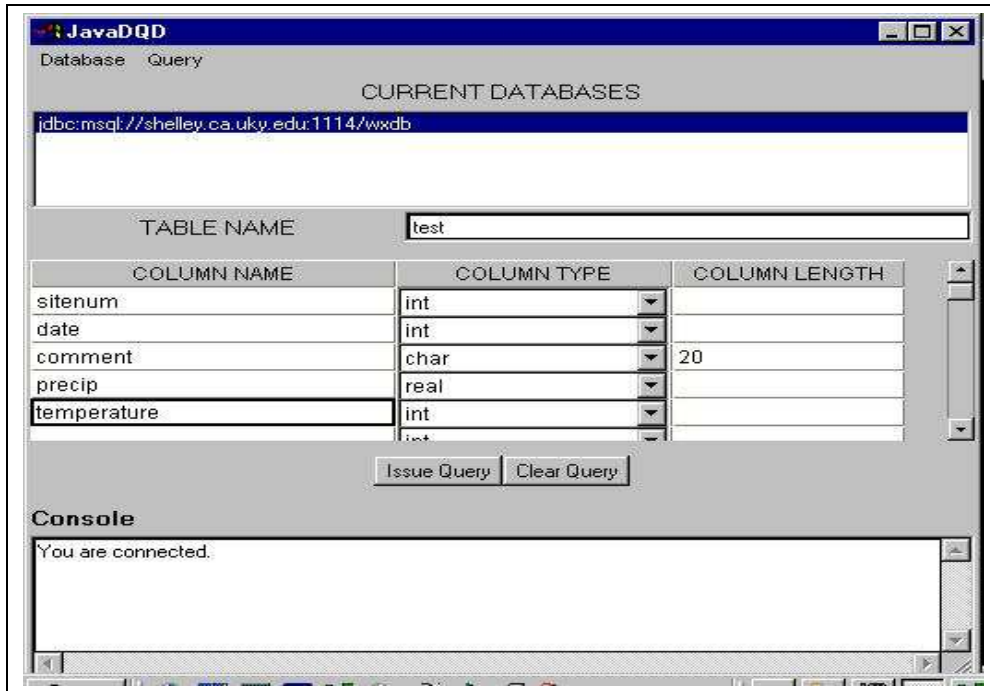 JavaDQD
Database Query
CURRENT DATABASES
jdbc:msql://shelley.ca.uky.edu:1114/wxdb
TABLE NAME test
COLUMN NAME COLUMN TYPE COLUMN LENGTH
sitenum int
date int
comment char 20
precip real
temperature int
int
Issue Query Clear Query
Console
You are connected.